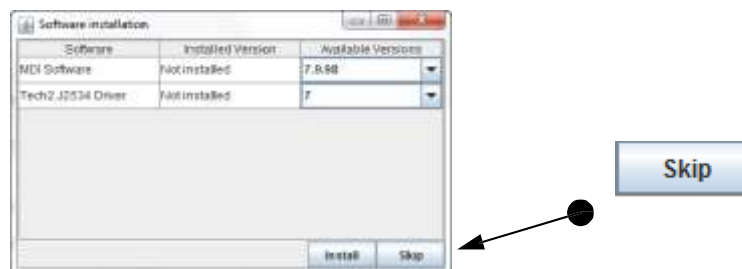 Software installation
Software Installed Version Available Versions
MDI Software Not installed 7.9.98
Tech2 J2534 Driver Not installed 7
Install Skip
Skip